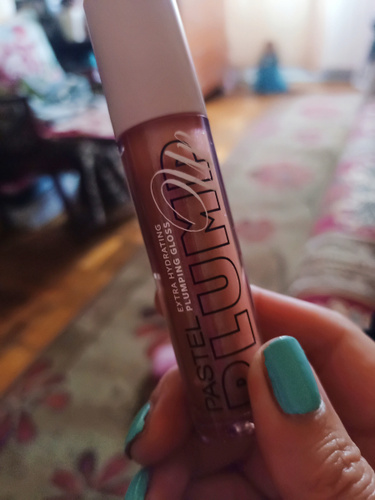 PLUMP
Up
EXTRA HYDRATING
PLUMPING GLOSS
PASTEL